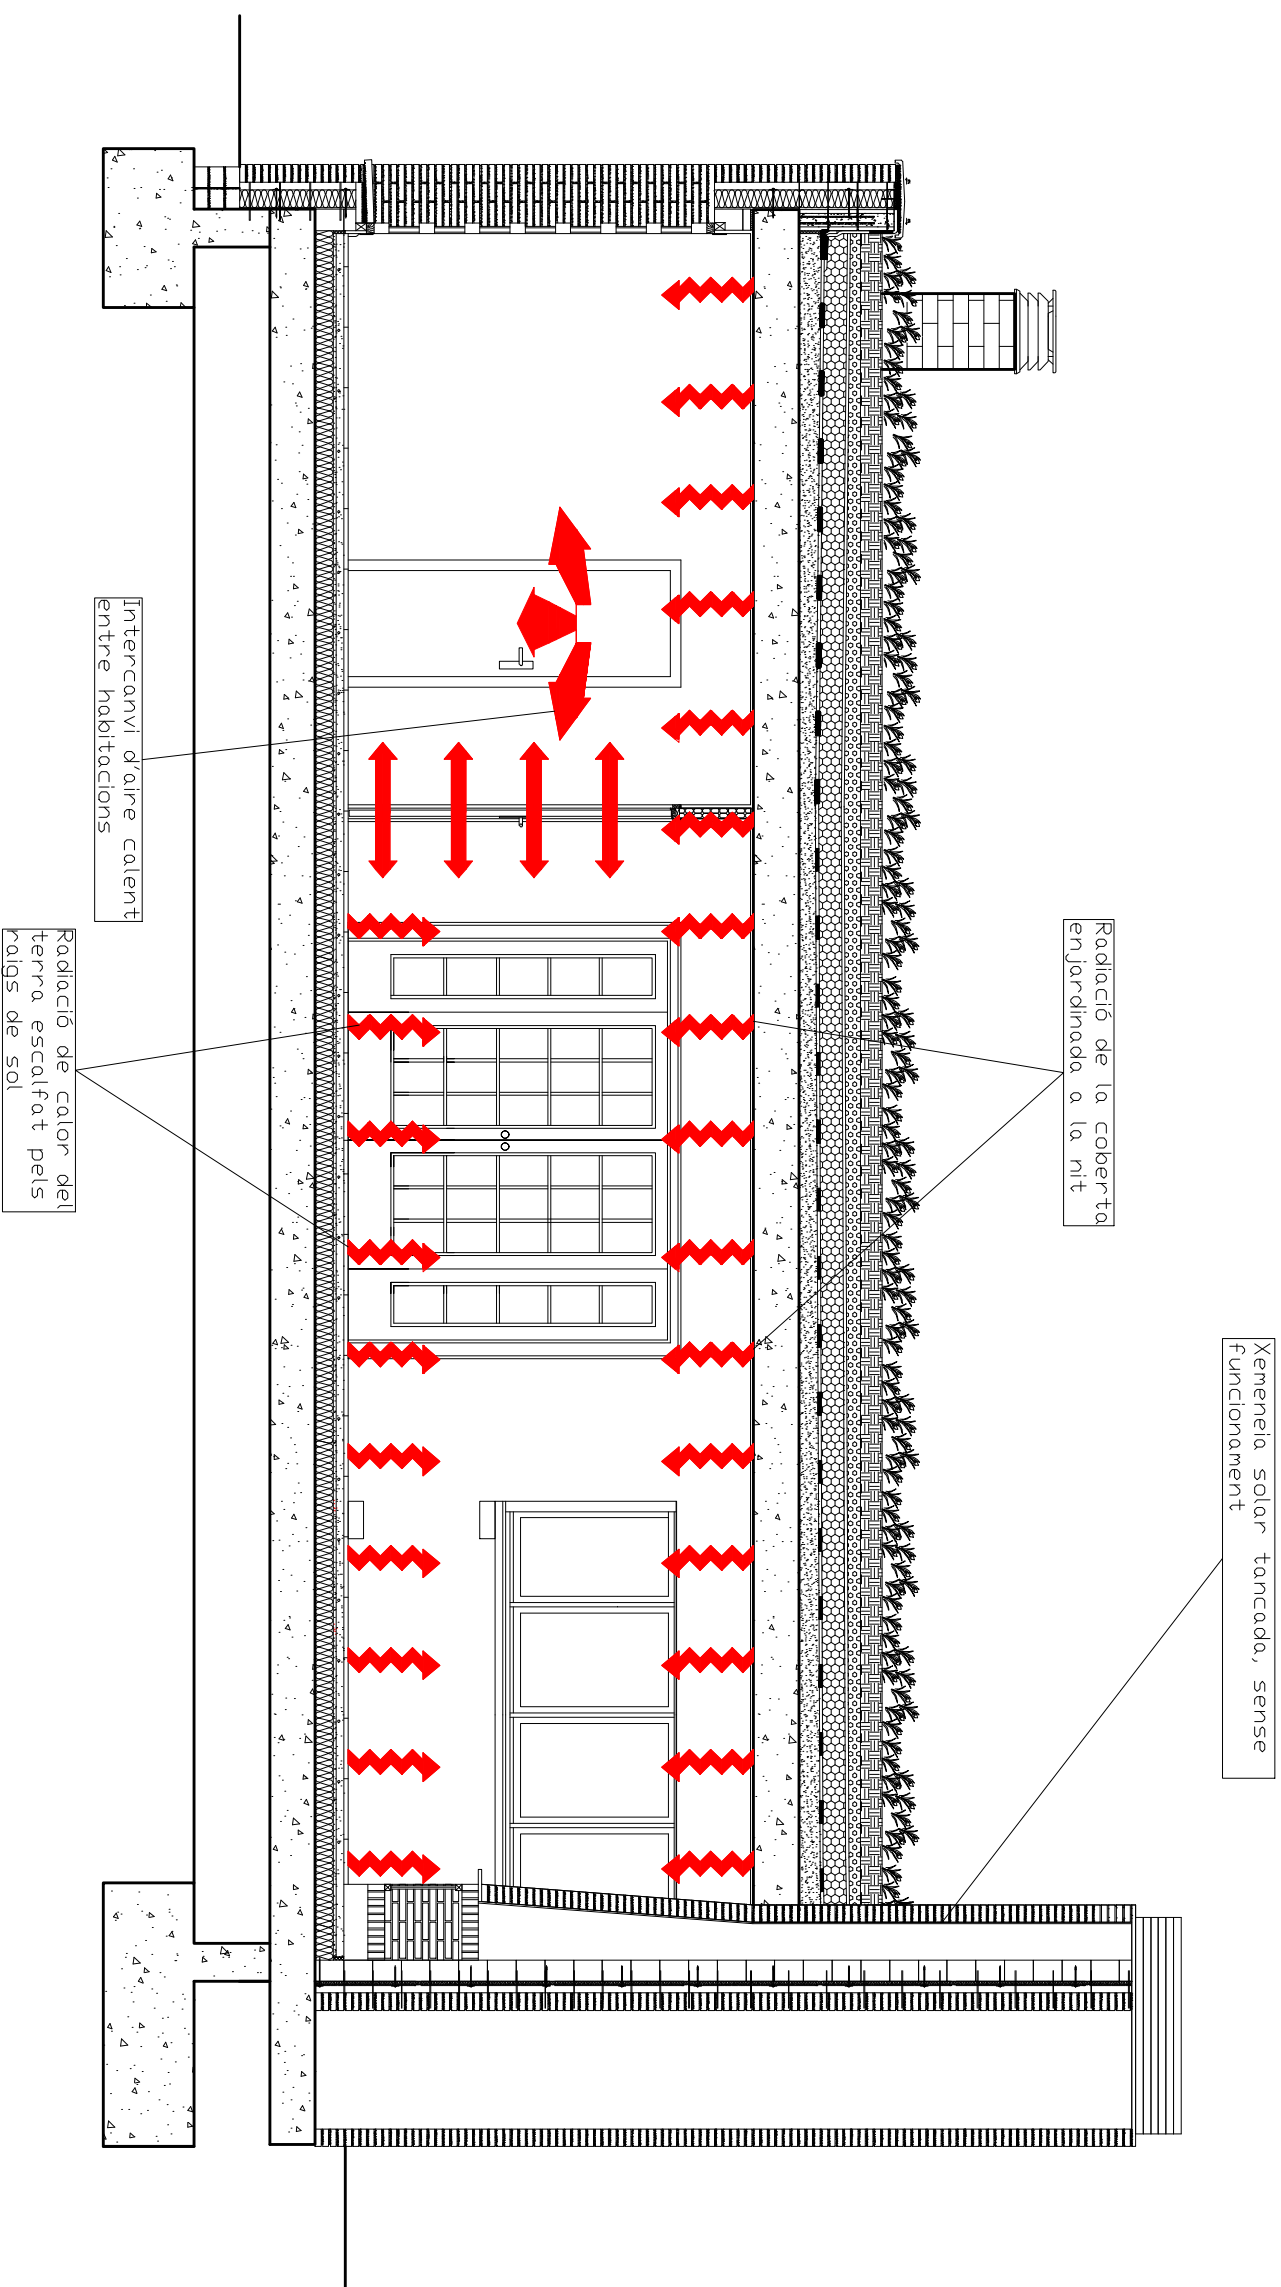 Xemeneia solar tancada, sense
funcionament
Radiació de la coberta
enjardinada a la nit
Intercanvi d'aire calent
entre habitacions
Radiació de calor del
terra escalfat pels
raigs de sol